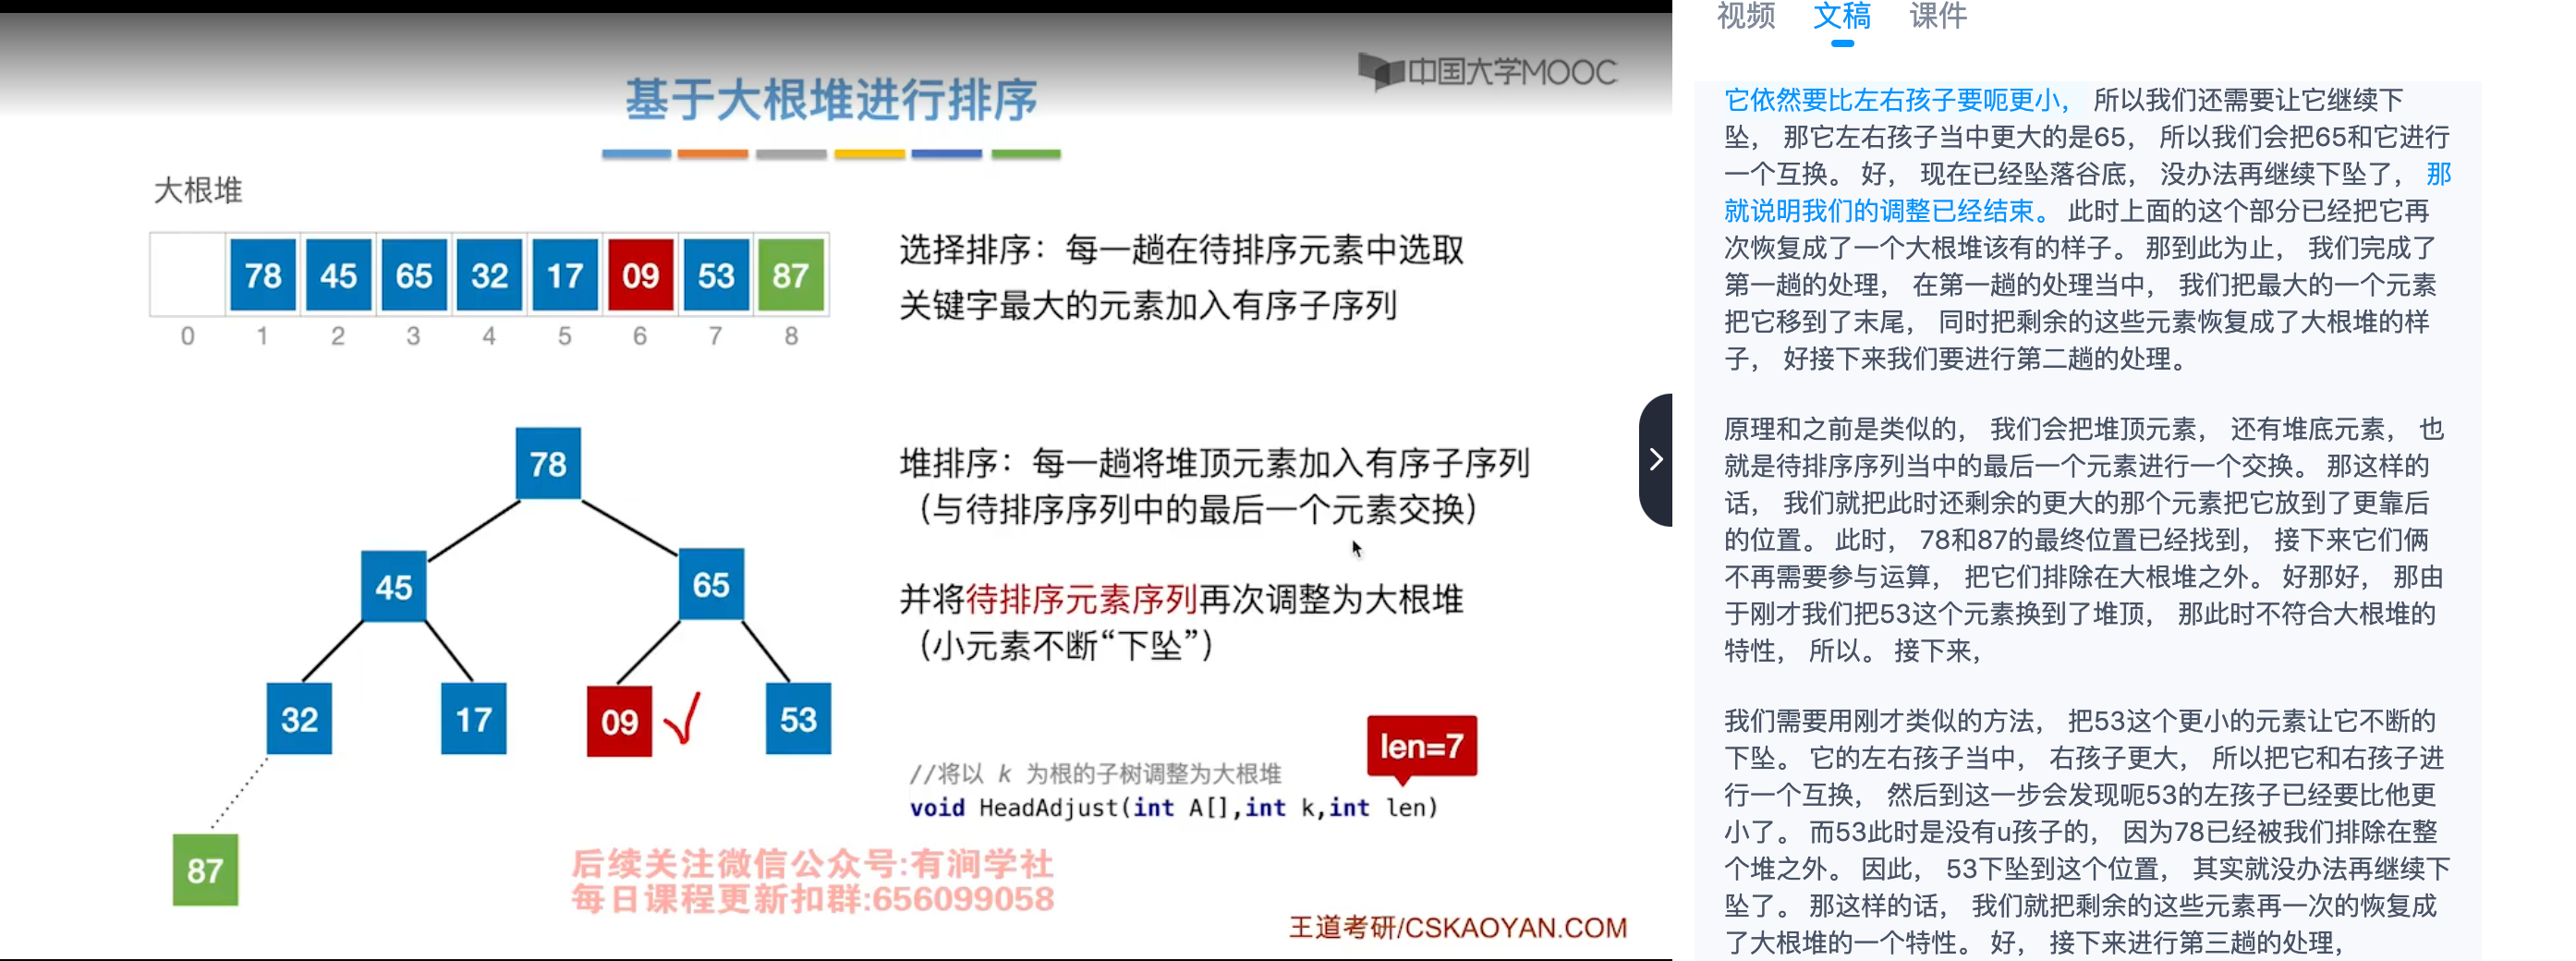 基于大根堆进行排序
中国大学MOOC
大根堆
78 45 65 32 17 09 53 87
0 1 2 3 4 5 6 7 8
选择排序：每一趟在待排序元素中选取
关键字最大的元素加入有序子序列
78
45 65
32 17 09 53
87
堆排序：每一趟将堆顶元素加入有序子序列
（与待排序序列中的最后一个元素交换）
并将待排序元素序列再次调整为大根堆
（小元素不断“下坠”）
len=7
//将以 k 为根的子树调整为大根堆
void HeadAdjust(int A[],int k,int len)
后续关注微信公众号:有涧学社
每日课程更新扣群:656099058
王道考研/CSKAOYAN.COM
视频 文稿 课件
它依然要比左右孩子要呃更小， 所以我们还需要让它继续下
坠， 那它左右孩子当中更大的是65， 所以我们会把65和它进行
一个互换。 好， 现在已经坠落谷底， 没办法再继续下坠了， 那
就说明我们的调整已经结束。 此时上面的这个部分已经把它再
次恢复成了一个大根堆该有的样子。 那到此为止， 我们完成了
第一趟的处理， 在第一趟的处理当中， 我们把最大的一个元素
把它移到了末尾， 同时把剩余的这些元素恢复成了大根堆的样
子， 好接下来我们要进行第二趟的处理。
原理和之前是类似的， 我们会把堆顶元素， 还有堆底元素， 也
就是待排序序列当中的最后一个元素进行一个交换。 那这样的
话， 我们就把此时还剩余的更大的那个元素把它放到了更靠后
的位置。 此时， 78和87的最终位置已经找到， 接下来它们俩
不再需要参与运算， 把它们排除在大根堆之外。 好那好， 那由
于刚才我们把53这个元素换到了堆顶， 那此时不符合大根堆的
特性， 所以。 接下来，
我们需要用刚才类似的方法， 把53这个更小的元素让它不断的
下坠。 它的左右孩子当中， 右孩子更大， 所以把它和右孩子进
行一个互换， 然后到这一步会发现呃53的左孩子已经要比他更
小了。 而53此时是没有u孩子的， 因为78已经被我们排除在整
个堆之外。 因此， 53下坠到这个位置， 其实就没办法再继续下
坠了。 那这样的话， 我们就把剩余的这些元素再一次的恢复成
了大根堆的一个特性。 好， 接下来进行第三趟的处理，